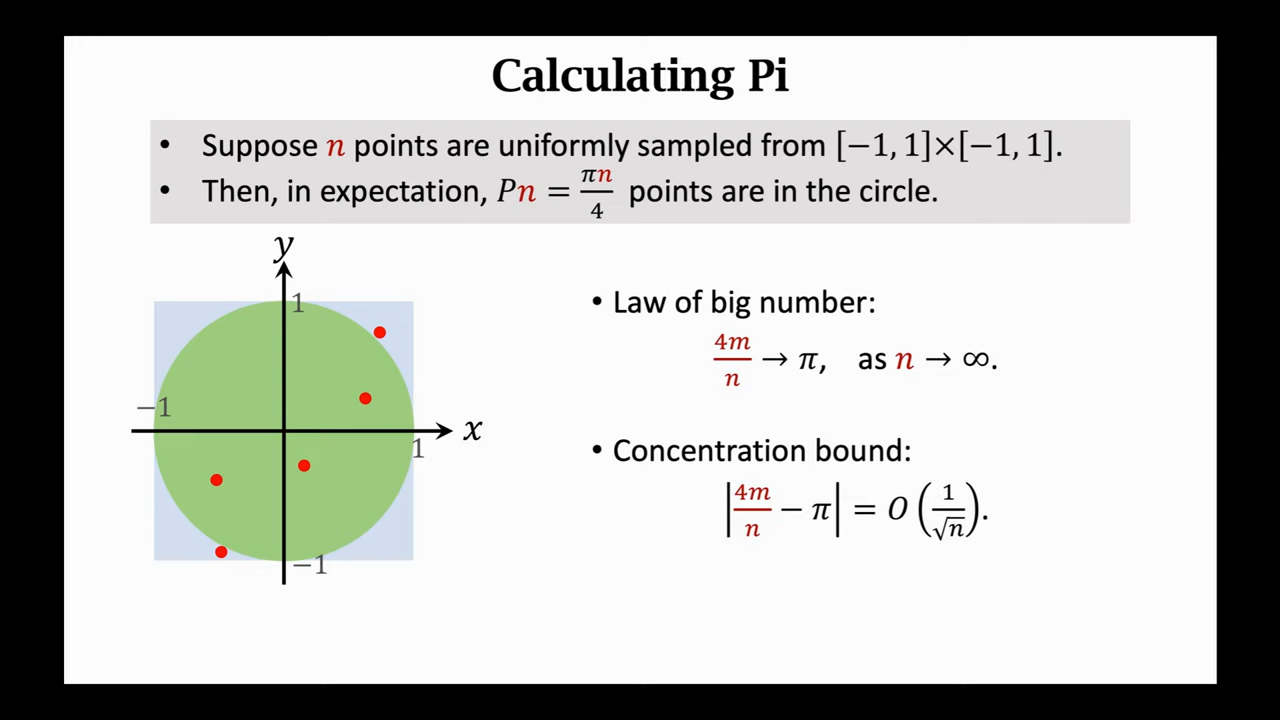 Calculating Pi
• Suppose n points are uniformly sampled from [−1, 1]×[−1, 1].
• Then, in expectation, Pn = πn/4 points are in the circle.
y
1
−1
x
1
−1
• Law of big number:
4m/n → π, as n → ∞.
• Concentration bound:
|4m/n − π| = O(1/√n).